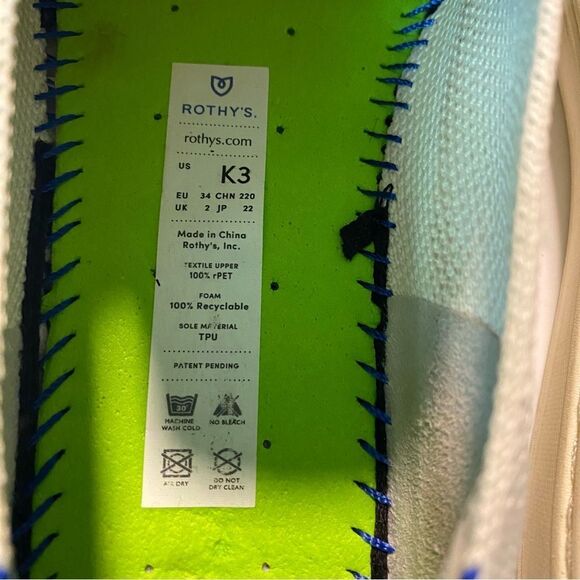 ROTHY'S.
rothys.com
US K3
EU 34 CHN 220
UK 2 JP 22
Made in China
Rothy's, Inc.
TEXTILE UPPER
100% rPET
FOAM
100% Recyclable
SOLE MATERIAL
TPU
PATENT PENDING
30
MACHINE WASH COLD
NO BLEACH
AIR DRY
DO NOT DRY CLEAN